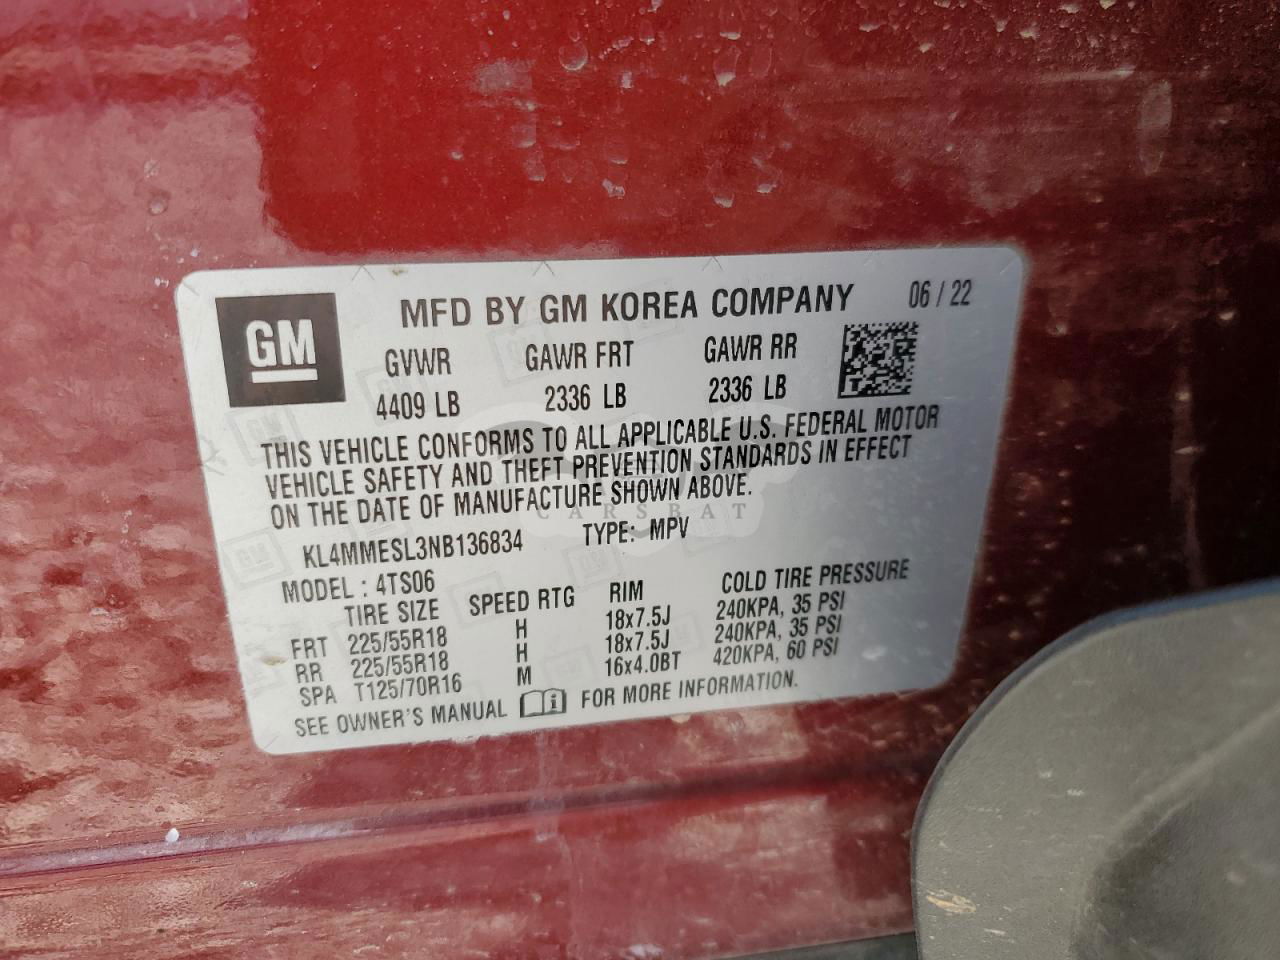 GM
MFD BY GM KOREA COMPANY 06 / 22
GVWR GAWR FRT GAWR RR
4409 LB 2336 LB 2336 LB
THIS VEHICLE CONFORMS TO ALL APPLICABLE U.S. FEDERAL MOTOR
VEHICLE SAFETY AND THEFT PREVENTION STANDARDS IN EFFECT
ON THE DATE OF MANUFACTURE SHOWN ABOVE.
CARSBAT
KL4MMESL3NB136834 TYPE: MPV
MODEL : 4TS06
TIRE SIZE SPEED RTG RIM COLD TIRE PRESSURE
FRT 225/55R18 H 18x7.5J 240KPA, 35 PSI
RR 225/55R18 H 18x7.5J 240KPA, 35 PSI
SPA T125/70R16 M 16x4.0BT 420KPA, 60 PSI
SEE OWNER'S MANUAL i FOR MORE INFORMATION.